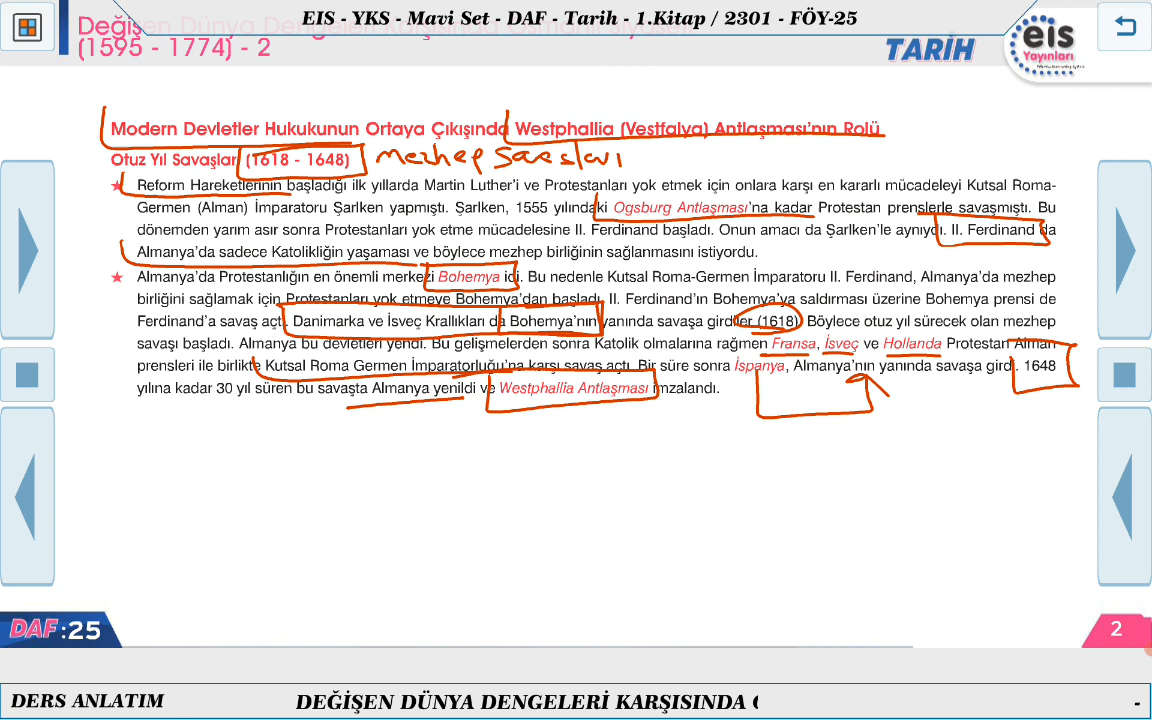 EIS - YKS - Mavi Set - DAF - Tarih - 1.Kitap / 2301 - FÖY-25
Değişen Dünya Dengeleri Karşısında Osmanlı Siyaseti
(1595 - 1774) - 2
TARİH
eis
Yayınları
Modern Devletler Hukukunun Ortaya Çıkışında Westphallia (Vestfalya) Antlaşması'nın Rolü
Otuz Yıl Savaşları (1618 - 1648) mezhep savaşları
★ Reform Hareketlerinin başladığı ilk yıllarda Martin Luther'i ve Protestanları yok etmek için onlara karşı en kararlı mücadeleyi Kutsal Roma-
Germen (Alman) İmparatoru Şarlken yapmıştı. Şarlken, 1555 yılındaki Ogsburg Antlaşması'na kadar Protestan prenslerle savaşmıştı. Bu
dönemden yarım asır sonra Protestanları yok etme mücadelesine II. Ferdinand başladı. Onun amacı da Şarlken'le aynıydı. II. Ferdinand da
Almanya'da sadece Katolikliğin yaşaması ve böylece mezhep birliğinin sağlanmasını istiyordu.
★ Almanya'da Protestanlığın en önemli merkezi Bohemya idi. Bu nedenle Kutsal Roma-Germen İmparatoru II. Ferdinand, Almanya'da mezhep
birliğini sağlamak için Protestanları yok etmeye Bohemya'dan başladı. II. Ferdinand'ın Bohemya'ya saldırması üzerine Bohemya prensi de
Ferdinand'a savaş açtı. Danimarka ve İsveç Krallıkları da Bohemya'nın yanında savaşa girdiler (1618). Böylece otuz yıl sürecek olan mezhep
savaşı başladı. Almanya bu devletleri yendi. Bu gelişmelerden sonra Katolik olmalarına rağmen Fransa, İsveç ve Hollanda Protestan Alman
prensleri ile birlikte Kutsal Roma Germen İmparatorluğu'na karşı savaş açtı. Bir süre sonra İspanya, Almanya'nın yanında savaşa girdi. 1648
yılına kadar 30 yıl süren bu savaşta Almanya yenildi ve Westphallia Antlaşması imzalandı.
DAF :25
2
DERS ANLATIM
DEĞİŞEN DÜNYA DENGELERİ KARŞISINDA
-